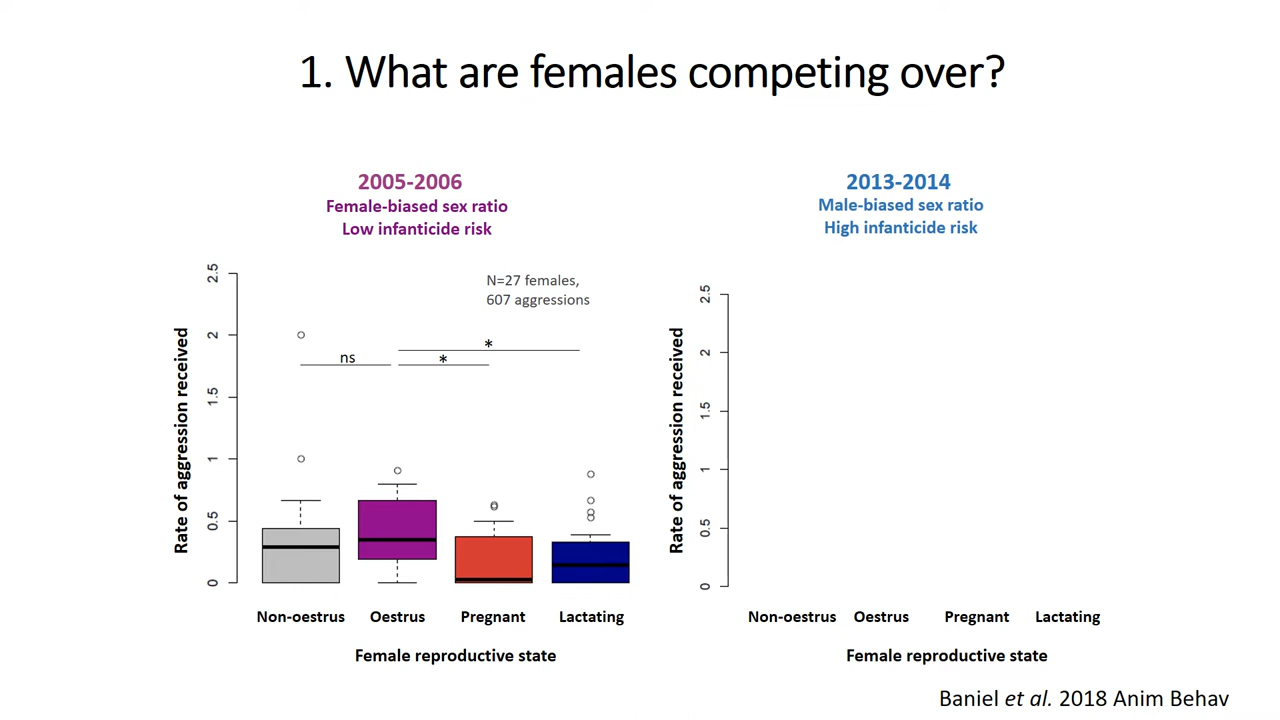 1. What are females competing over?
2005-2006
Female-biased sex ratio
Low infanticide risk
2013-2014
Male-biased sex ratio
High infanticide risk
N=27 females,
607 aggressions
Rate of aggression received
2.5
2
1.5
1
0.5
0
ns
*
*
Non-oestrus
Oestrus
Pregnant
Lactating
Female reproductive state
Rate of aggression received
2.5
2
1.5
1
0.5
0
Non-oestrus
Oestrus
Pregnant
Lactating
Female reproductive state
Baniel et al. 2018 Anim Behav